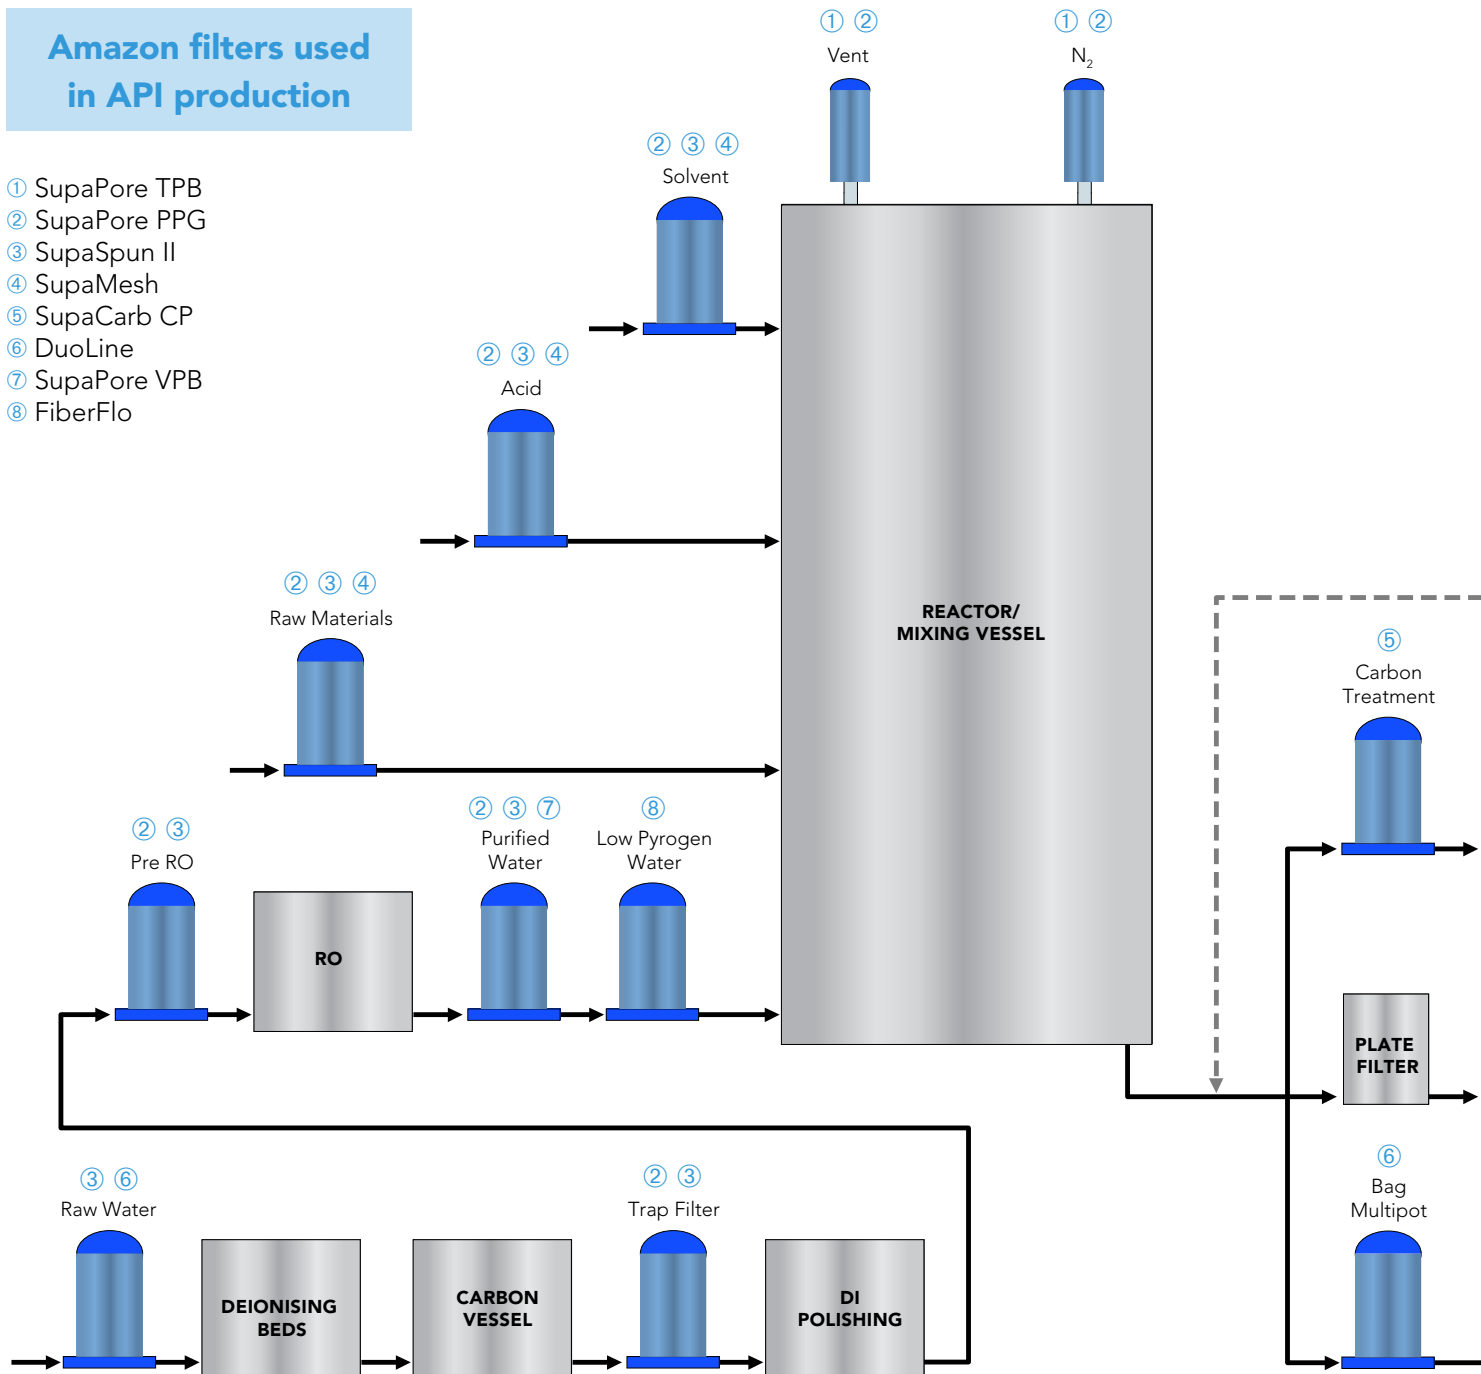 Amazon filters used
in API production
① SupaPore TPB
② SupaPore PPG
③ SupaSpun II
④ SupaMesh
⑤ SupaCarb CP
⑥ DuoLine
⑦ SupaPore VPB
⑧ FiberFlo
① ②
Vent
① ②
N₂
② ③ ④
Solvent
② ③ ④
Acid
② ③ ④
Raw Materials
REACTOR/
MIXING VESSEL
⑤
Carbon
Treatment
② ③
Pre RO
RO
② ③ ⑦
Purified
Water
⑧
Low Pyrogen
Water
PLATE
FILTER
③ ⑥
Raw Water
DEIONISING
BEDS
CARBON
VESSEL
② ③
Trap Filter
DI
POLISHING
⑥
Bag
Multipot